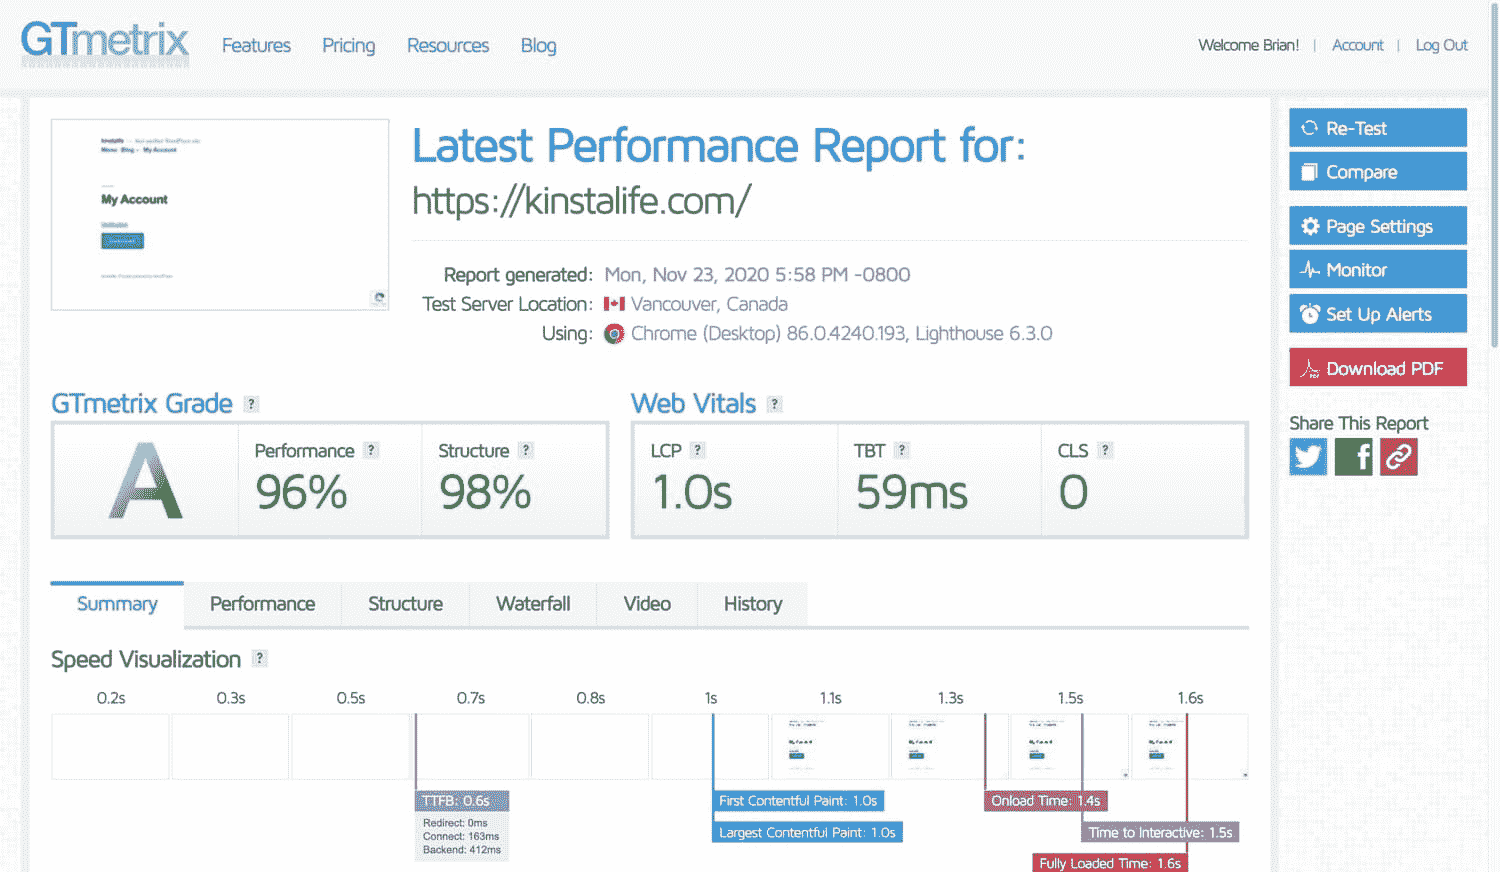 GTmetrix Features Pricing Resources Blog Welcome Brian! | Account | Log Out
Latest Performance Report for:
https://kinstalife.com/
My Account
Report generated: Mon, Nov 23, 2020 5:58 PM -0800
Test Server Location: Vancouver, Canada
Using: Chrome (Desktop) 86.0.4240.193, Lighthouse 6.3.0
Re-Test
Compare
Page Settings
Monitor
Set Up Alerts
Download PDF
Share This Report
GTmetrix Grade ? Web Vitals ?
A
Performance ? Structure ? LCP ? TBT ? CLS ?
96% 98% 1.0s 59ms 0
Summary Performance Structure Waterfall Video History
Speed Visualization ?
0.2s 0.3s 0.5s 0.7s 0.8s 1s 1.1s 1.3s 1.5s 1.6s
TTFB: 0.6s First Contentful Paint: 1.0s Onload Time: 1.4s
Redirect: 0ms
Connect: 163ms
Backend: 412ms
Largest Contentful Paint: 1.0s Time to Interactive: 1.5s
Fully Loaded Time: 1.6s